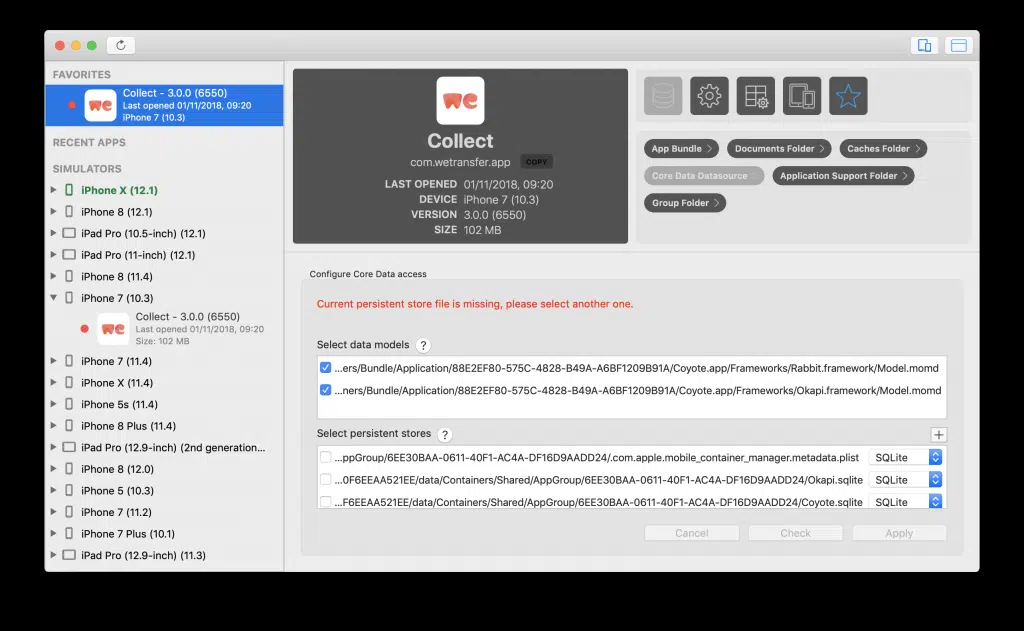 FAVORITES
we
Collect - 3.0.0 (6550)
Last opened 01/11/2018, 09:20
iPhone 7 (10.3)
RECENT APPS
SIMULATORS
iPhone X (12.1)
iPhone 8 (12.1)
iPad Pro (10.5-inch) (12.1)
iPad Pro (11-inch) (12.1)
iPhone 8 (11.4)
iPhone 7 (10.3)
we
Collect - 3.0.0 (6550)
Last opened 01/11/2018, 09:20
Size: 102 MB
iPhone 7 (11.4)
iPhone X (11.4)
iPhone 5s (11.4)
iPhone 8 Plus (11.4)
iPad Pro (12.9-inch) (2nd generation...
iPhone 8 (12.0)
iPhone 5 (10.3)
iPhone 7 (11.2)
iPhone 7 Plus (10.1)
iPad Pro (12.9-inch) (11.3)
we
Collect
com.wetransfer.app COPY
LAST OPENED 01/11/2018, 09:20
DEVICE iPhone 7 (10.3)
VERSION 3.0.0 (6550)
SIZE 102 MB
App Bundle Documents Folder Caches Folder
Core Data Datasource Application Support Folder
Group Folder
Configure Core Data access
Current persistent store file is missing, please select another one.
Select data models ?
...ers/Bundle/Application/88E2EF80-575C-4828-B49A-A6BF1209B91A/Coyote.app/Frameworks/Rabbit.framework/Model.momd
...ners/Bundle/Application/88E2EF80-575C-4828-B49A-A6BF1209B91A/Coyote.app/Frameworks/Okapi.framework/Model.momd
Select persistent stores ? +
...ppGroup/6EE30BAA-0611-40F1-AC4A-DF16D9AADD24/.com.apple.mobile_container_manager.metadata.plist SQLite
...0F6EEAA521EE/data/Containers/Shared/AppGroup/6EE30BAA-0611-40F1-AC4A-DF16D9AADD24/Okapi.sqlite SQLite
...F6EEAA521EE/data/Containers/Shared/AppGroup/6EE30BAA-0611-40F1-AC4A-DF16D9AADD24/Coyote.sqlite SQLite
Cancel Check Apply